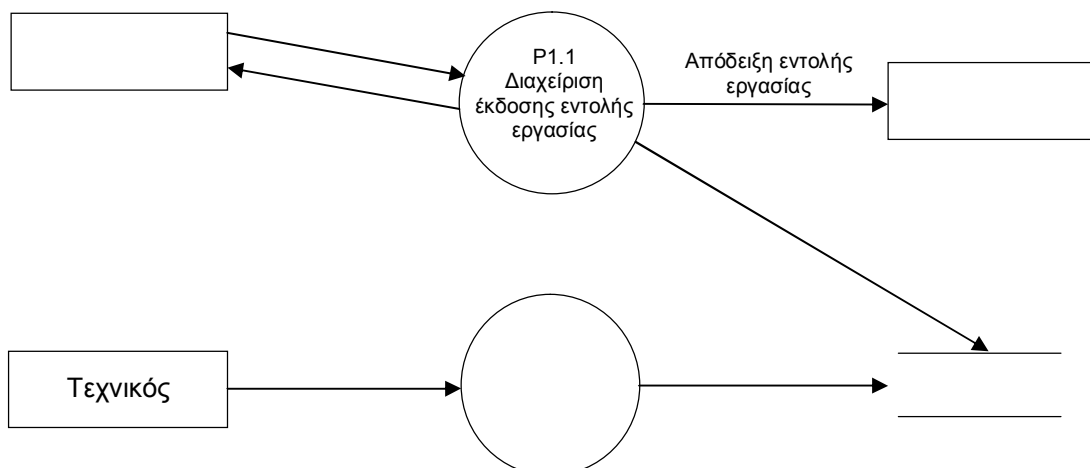 P1.1
Διαχείριση
έκδοσης εντολής
εργασίας
Απόδειξη εντολής
εργασίας
Τεχνικός